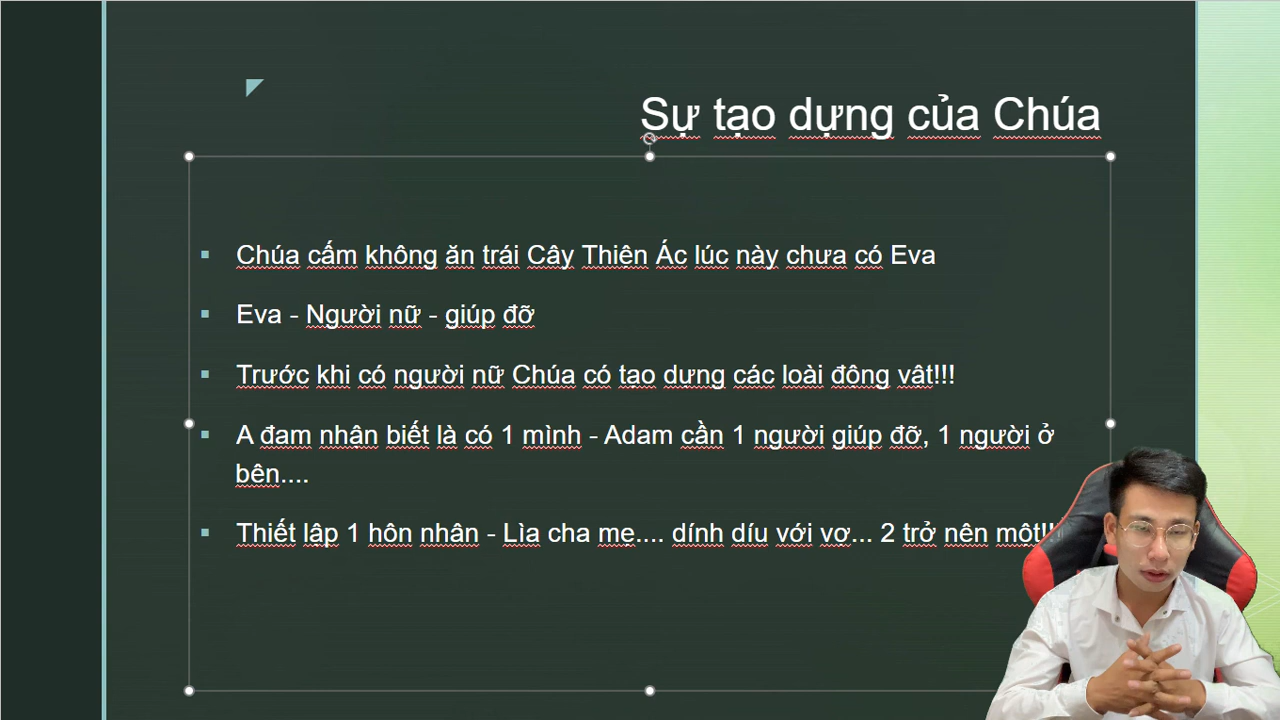 Sự tạo dựng của Chúa
Chúa cấm không ăn trái Cây Thiện Ác lúc này chưa có Eva
Eva - Người nữ - giúp đỡ
Trước khi có người nữ Chúa có tạo dựng các loài động vật!!!
A đam nhận biết là có 1 mình - Adam cần 1 người giúp đỡ, 1 người ở
bên....
Thiết lập 1 hôn nhân - Lìa cha mẹ.... dính díu với vợ... 2 trở nên một!!